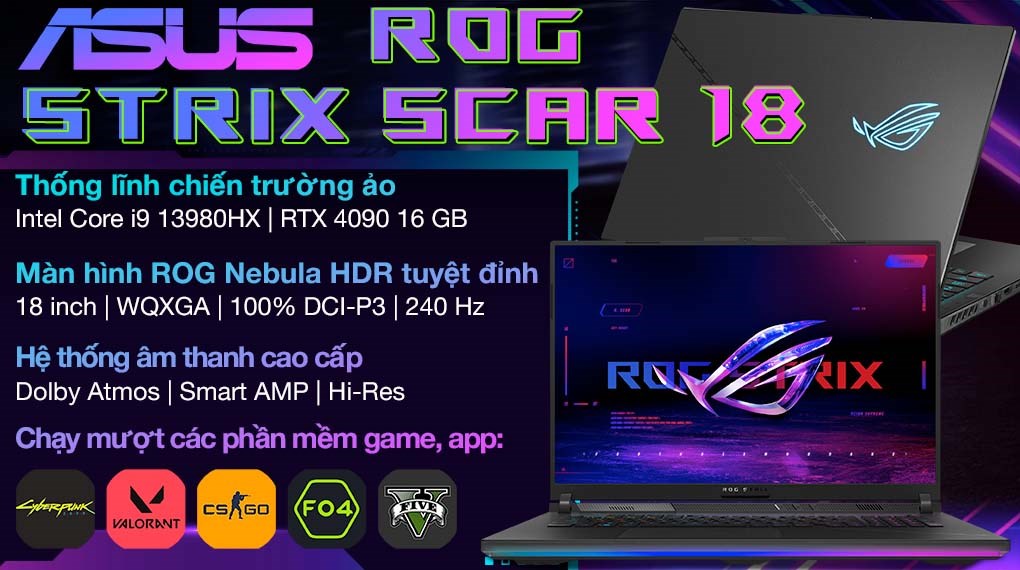 ASUS ROG
STRIX SCAR 18
Thống lĩnh chiến trường ảo
Intel Core i9 13980HX | RTX 4090 16 GB
Màn hình ROG Nebula HDR tuyệt đỉnh
18 inch | WQXGA | 100% DCI-P3 | 240 Hz
Hệ thống âm thanh cao cấp
Dolby Atmos | Smart AMP | Hi-Res
Chạy mượt các phần mềm game, app:
Cyberpunk
VALORANT
CS GO
FO4
V
FIVE
ROG STRIX
ROG STRIX